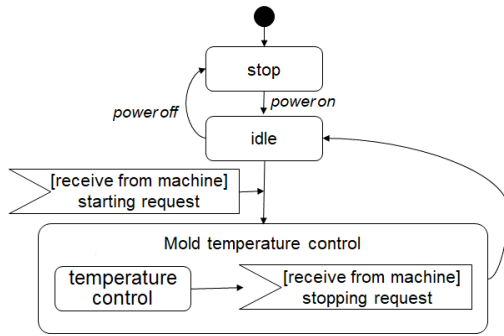 stop
power off
power on
idle
[receive from machine]
starting request
Mold temperature control
temperature
control
[receive from machine]
stopping request